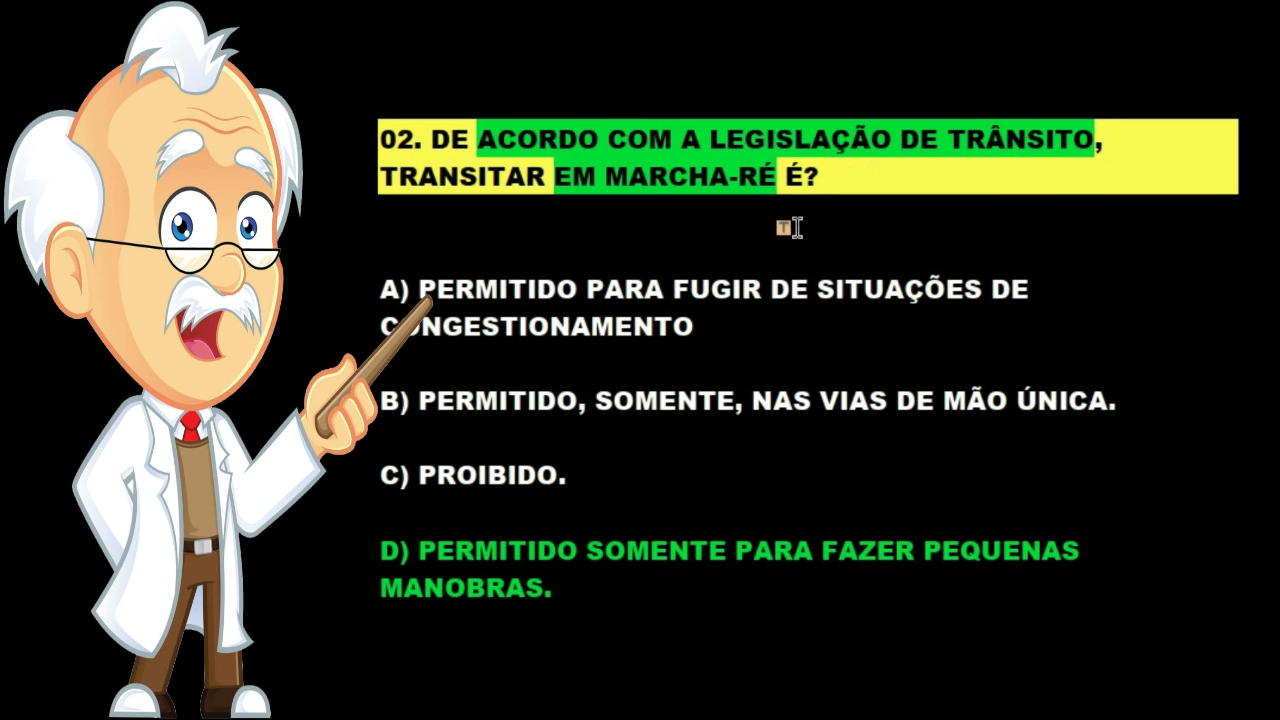 02. DE ACORDO COM A LEGISLAÇÃO DE TRÂNSITO,
TRANSITAR EM MARCHA-RÉ É?
A) PERMITIDO PARA FUGIR DE SITUAÇÕES DE
CONGESTIONAMENTO
B) PERMITIDO, SOMENTE, NAS VIAS DE MÃO ÚNICA.
C) PROIBIDO.
D) PERMITIDO SOMENTE PARA FAZER PEQUENAS
MANOBRAS.